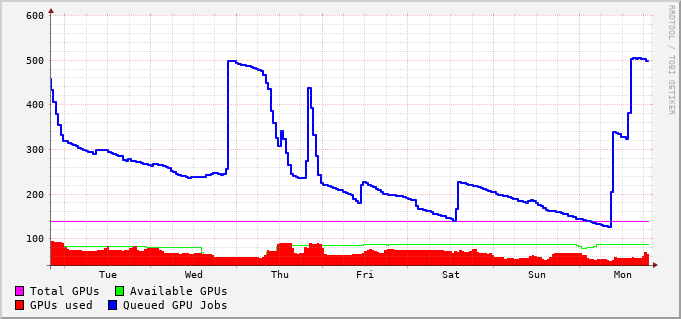 600
500
400
300
200
100
Tue Wed Thu Fri Sat Sun Mon
Total GPUs Available GPUs
GPUs used Queued GPU Jobs
RRDTOOL / TOBI OETIKER